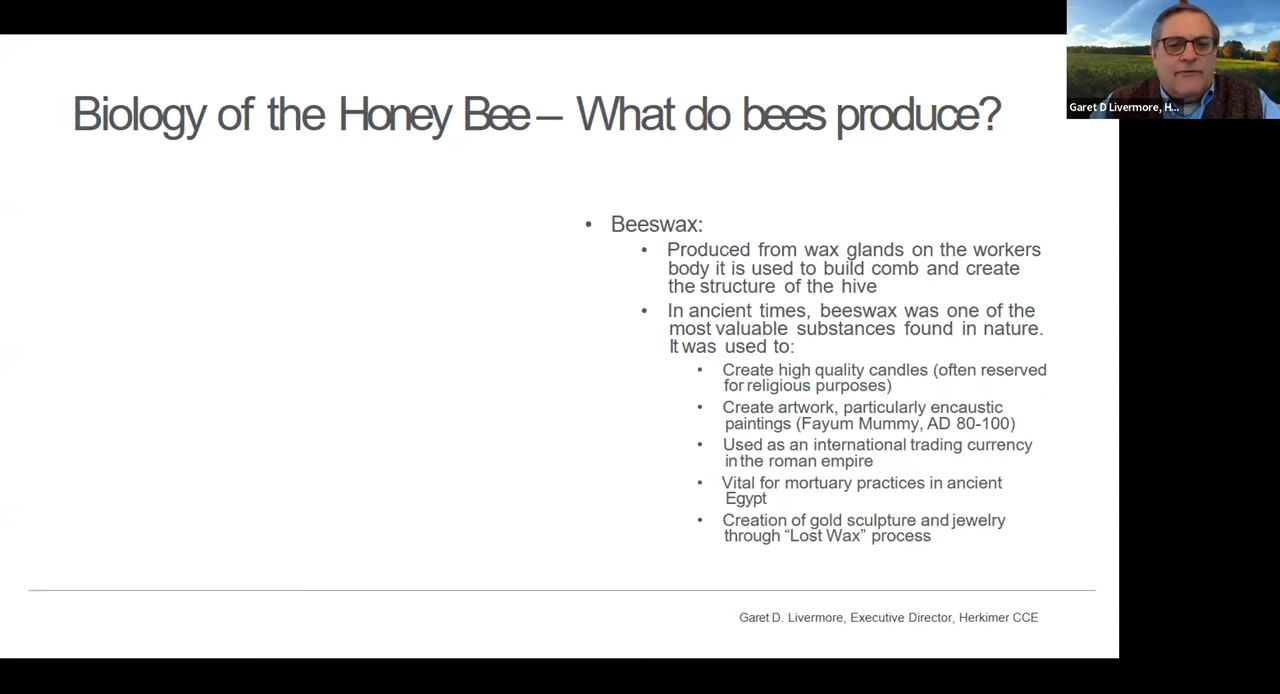 Garet D Livermore, H...
Biology of the Honey Bee – What do bees produce?
• Beeswax:
• Produced from wax glands on the workers
body it is used to build comb and create
the structure of the hive
• In ancient times, beeswax was one of the
most valuable substances found in nature.
It was used to:
• Create high quality candles (often reserved
for religious purposes)
• Create artwork, particularly encaustic
paintings (Fayum Mummy, AD 80-100)
• Used as an international trading currency
in the roman empire
• Vital for mortuary practices in ancient
Egypt
• Creation of gold sculpture and jewelry
through “Lost Wax” process
Garet D. Livermore, Executive Director, Herkimer CCE